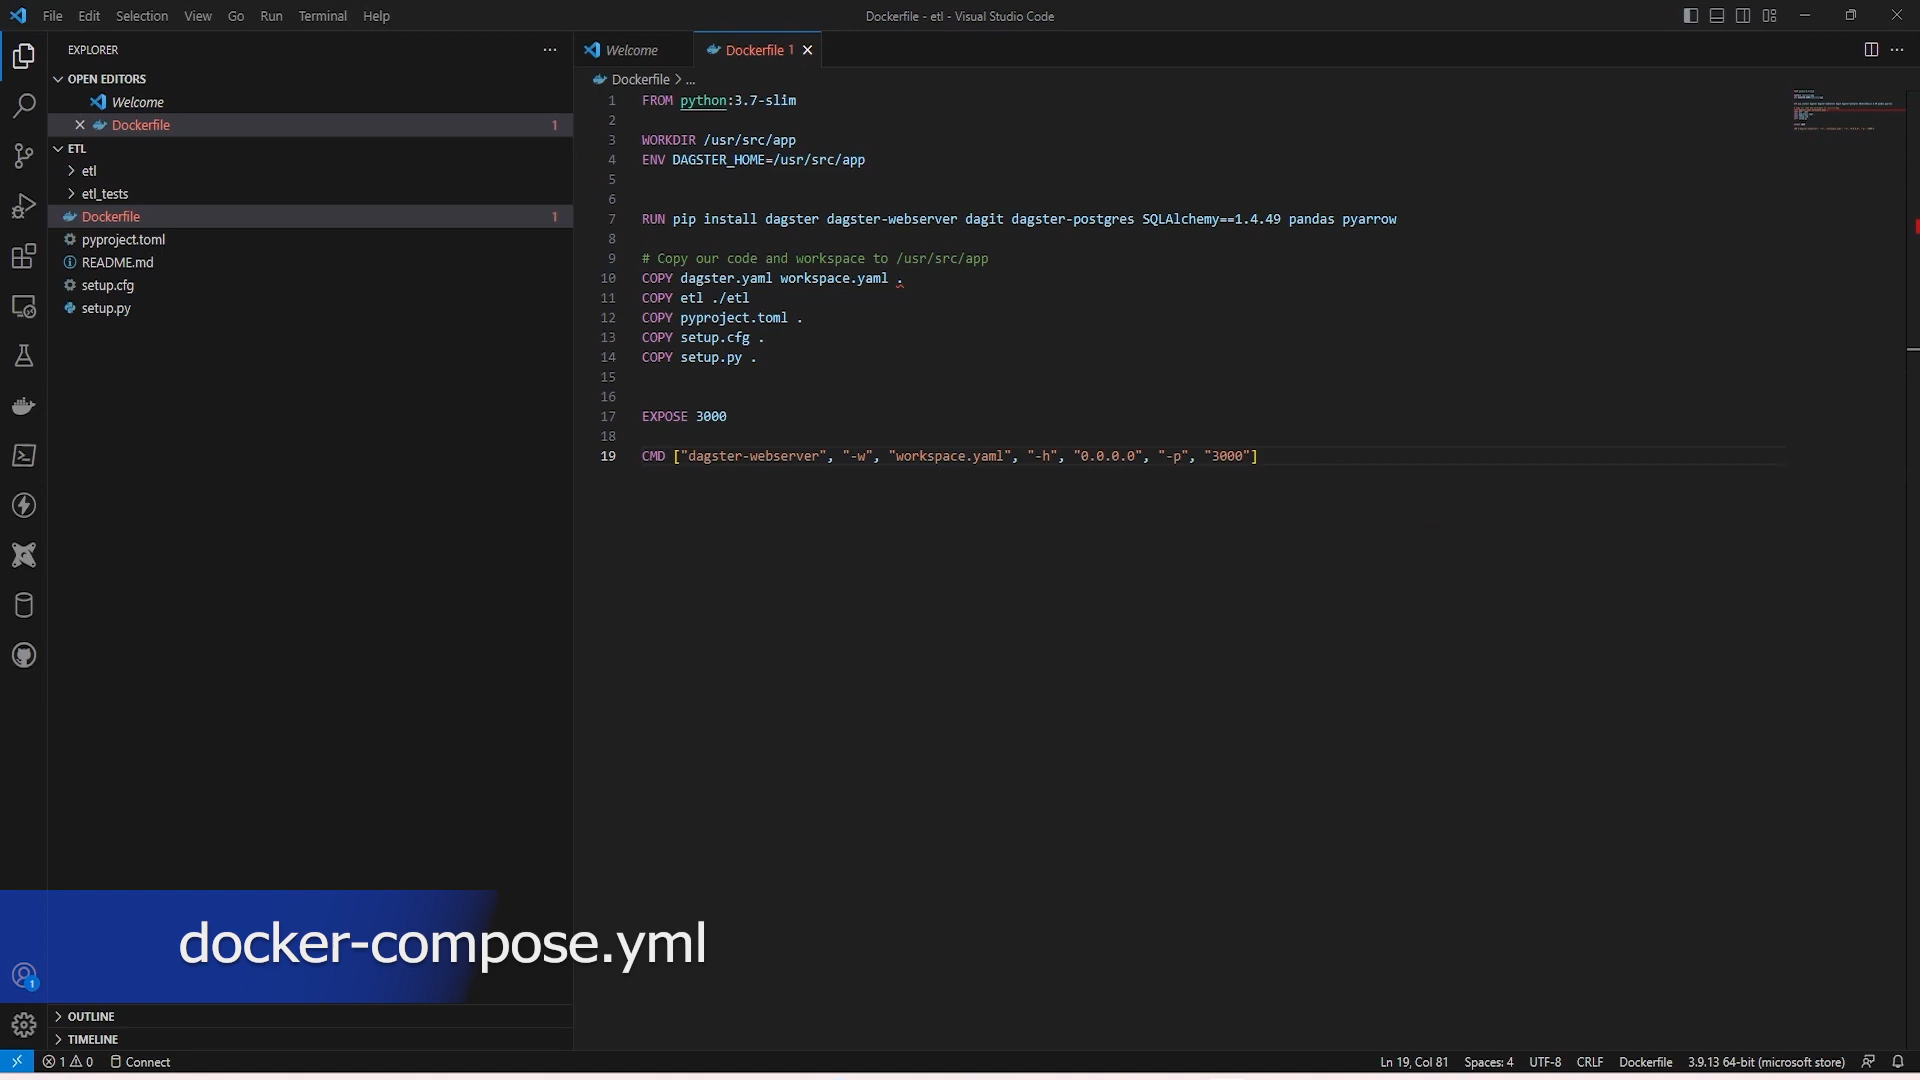 File Edit Selection View Go Run Terminal Help
Dockerfile - etl - Visual Studio Code
EXPLORER
OPEN EDITORS
Welcome
Dockerfile 1
ETL
etl
etl_tests
Dockerfile 1
pyproject.toml
README.md
setup.cfg
setup.py
Welcome
Dockerfile 1
Dockerfile > ...
1 FROM python:3.7-slim
2
3 WORKDIR /usr/src/app
4 ENV DAGSTER_HOME=/usr/src/app
5
6
7 RUN pip install dagster dagster-webserver dagit dagster-postgres SQLAlchemy==1.4.49 pandas pyarrow
8
9 # Copy our code and workspace to /usr/src/app
10 COPY dagster.yaml workspace.yaml .
11 COPY etl ./etl
12 COPY pyproject.toml .
13 COPY setup.cfg .
14 COPY setup.py .
15
16
17 EXPOSE 3000
18
19 CMD ["dagster-webserver", "-w", "workspace.yaml", "-h", "0.0.0.0", "-p", "3000"]
docker-compose.yml
1
OUTLINE
TIMELINE
1 0 Connect
Ln 19, Col 81 Spaces: 4 UTF-8 CRLF Dockerfile 3.9.13 64-bit (microsoft store)